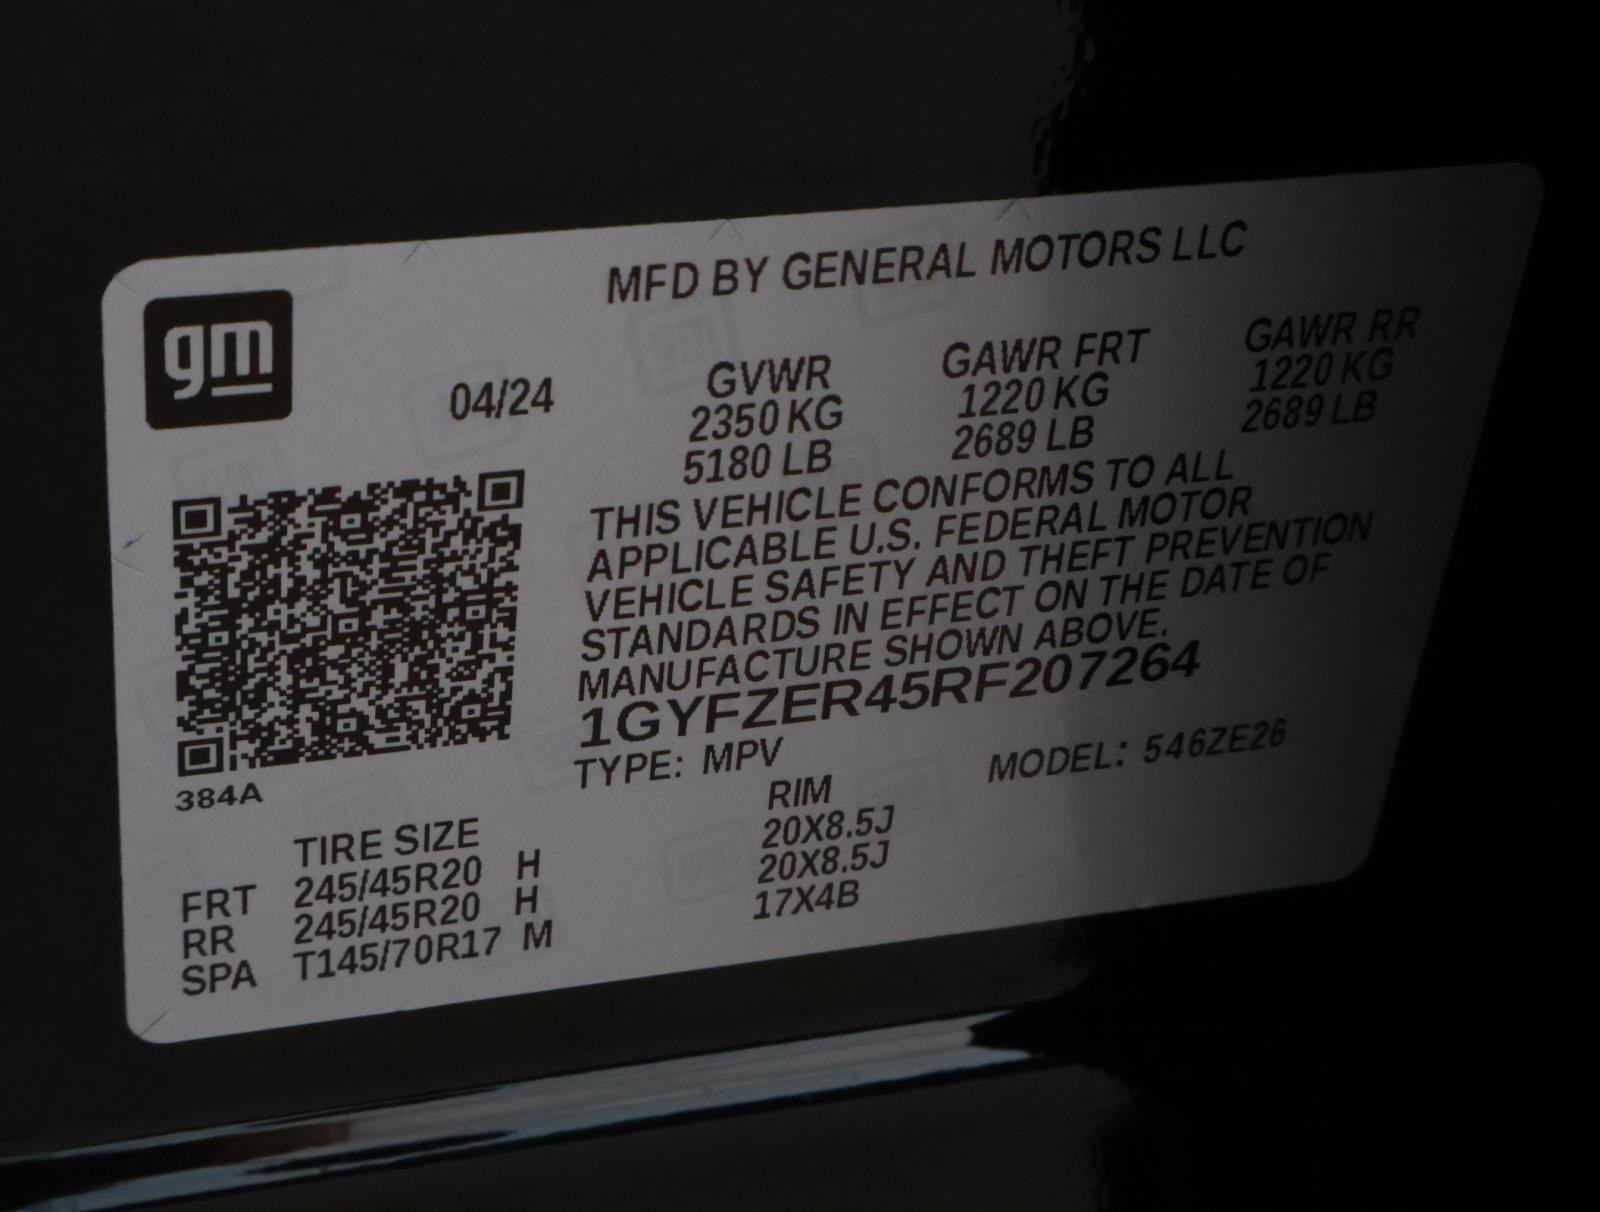 gm
MFD BY GENERAL MOTORS LLC
04/24
GVWR GAWR FRT GAWR RR
2350 KG 1220 KG 1220 KG
5180 LB 2689 LB 2689 LB
THIS VEHICLE CONFORMS TO ALL
APPLICABLE U.S. FEDERAL MOTOR
VEHICLE SAFETY AND THEFT PREVENTION
STANDARDS IN EFFECT ON THE DATE OF
MANUFACTURE SHOWN ABOVE.
1GYFZER45RF207264
TYPE: MPV MODEL: 546ZE26
384A
TIRE SIZE RIM
FRT 245/45R20 H 20X8.5J
RR 245/45R20 H 20X8.5J
SPA T145/70R17 M 17X4B